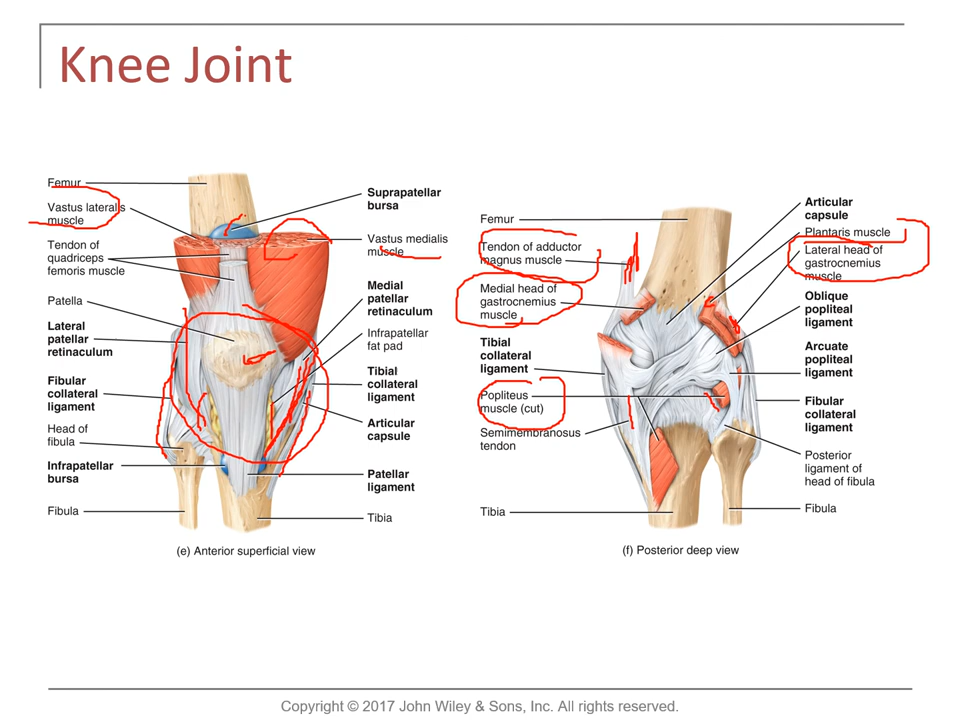 Knee Joint
Femur
Vastus lateralis
muscle
Tendon of
quadriceps
femoris muscle
Patella
Lateral
patellar
retinaculum
Fibular
collateral
ligament
Head of
fibula
Infrapatellar
bursa
Fibula
Suprapatellar
bursa
Vastus medialis
muscle
Medial
patellar
retinaculum
Infrapatellar
fat pad
Tibial
collateral
ligament
Articular
capsule
Patellar
ligament
Tibia
(e) Anterior superficial view
Femur
Tendon of adductor
magnus muscle
Medial head of
gastrocnemius
muscle
Tibial
collateral
ligament
Popliteus
muscle (cut)
Semimembranosus
tendon
Tibia
Articular
capsule
Plantaris muscle
Lateral head of
gastrocnemius
muscle
Oblique
popliteal
ligament
Arcuate
popliteal
ligament
Fibular
collateral
ligament
Posterior
ligament of
head of fibula
Fibula
(f) Posterior deep view
Copyright © 2017 John Wiley & Sons, Inc. All rights reserved.